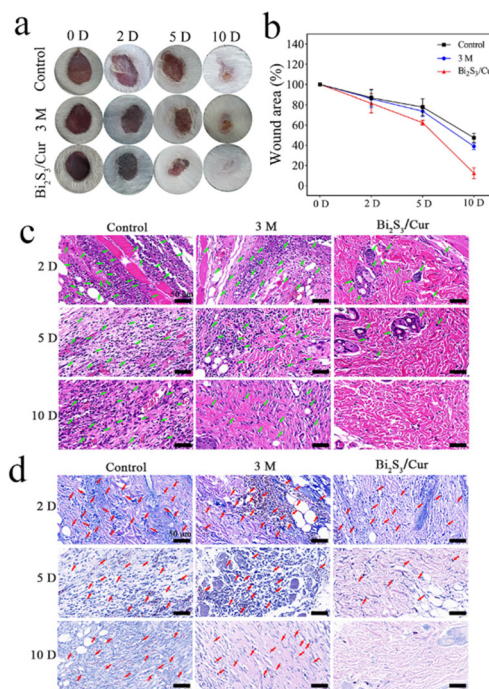 a
0 D 2 D 5 D 10 D
Control
3 M
Bi₂S₃/Cur
b
Wound area (%)
140
120
100
80
60
40
20
0
0 D 2 D 5 D 10 D
Control
3 M
Bi₂S₃/Cur
c
Control 3 M Bi₂S₃/Cur
2 D
5 D
10 D
d
Control 3 M Bi₂S₃/Cur
2 D
50 μm
5 D
10 D